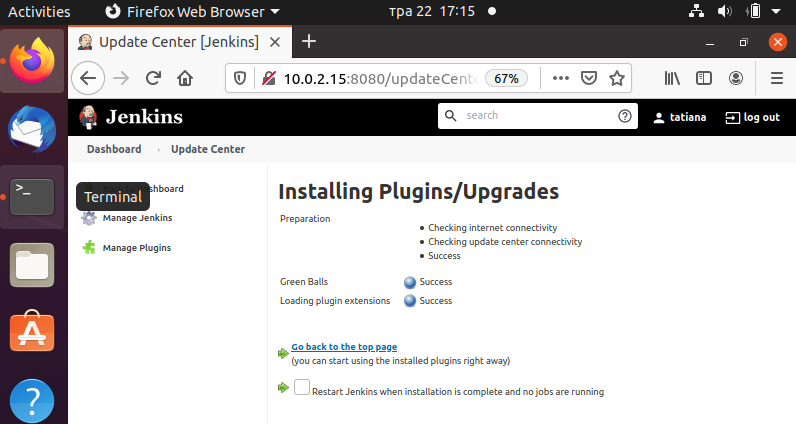 Activities
Firefox Web Browser
тра 22 17:15
Update Center [Jenkins]
10.0.2.15:8080/updateCente
67%
Jenkins
search
tatiana
log out
Dashboard
Update Center
shboard
Terminal
Manage Jenkins
Manage Plugins
Installing Plugins/Upgrades
Preparation
Checking internet connectivity
Checking update center connectivity
Success
Green Balls
Success
Loading plugin extensions
Success
Go back to the top page
(you can start using the installed plugins right away)
Restart Jenkins when installation is complete and no jobs are running